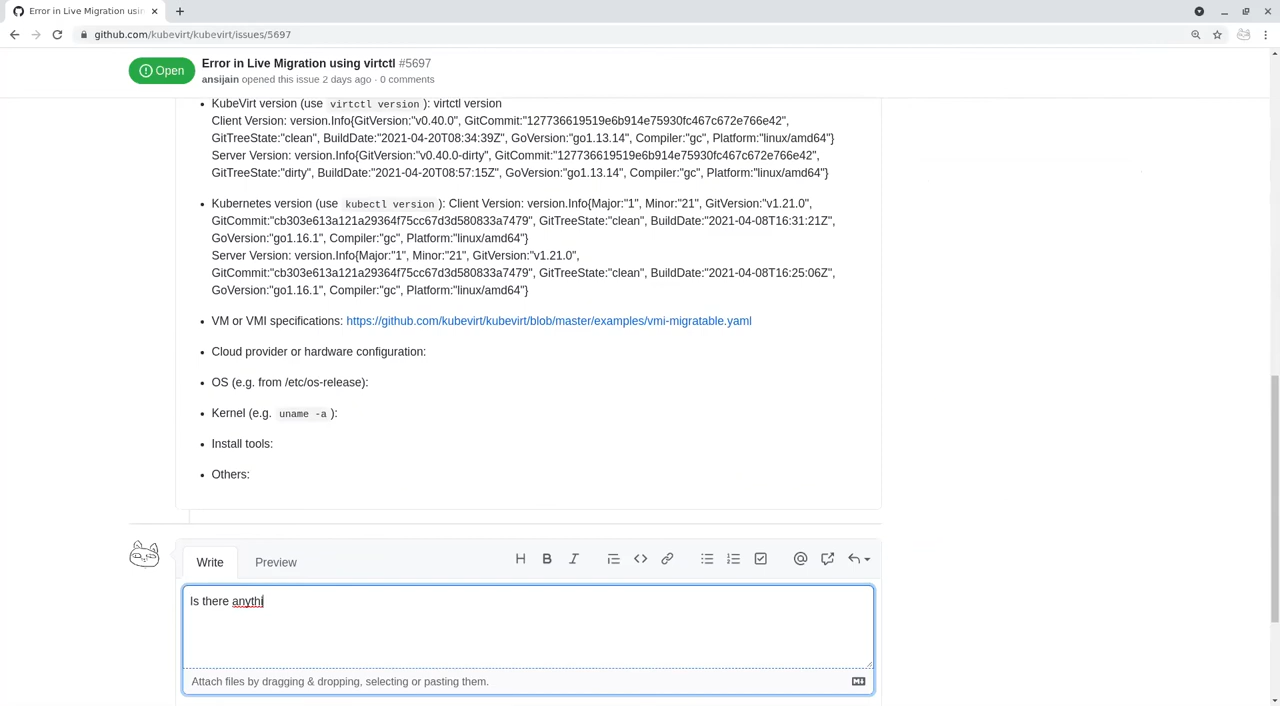 Error in Live Migration usin
github.com/kubevirt/kubevirt/issues/5697
Open
Error in Live Migration using virtctl #5697
ansijain opened this issue 2 days ago · 0 comments
• KubeVirt version (use virtctl version): virtctl version
Client Version: version.Info{GitVersion:"v0.40.0", GitCommit:"127736619519e6b914e75930fc467c672e766e42",
GitTreeState:"clean", BuildDate:"2021-04-20T08:34:39Z", GoVersion:"go1.13.14", Compiler:"gc", Platform:"linux/amd64"}
Server Version: version.Info{GitVersion:"v0.40.0-dirty", GitCommit:"127736619519e6b914e75930fc467c672e766e42",
GitTreeState:"dirty", BuildDate:"2021-04-20T08:57:15Z", GoVersion:"go1.13.14", Compiler:"gc", Platform:"linux/amd64"}
• Kubernetes version (use kubectl version): Client Version: version.Info{Major:"1", Minor:"21", GitVersion:"v1.21.0",
GitCommit:"cb303e613a121a29364f75cc67d3d580833a7479", GitTreeState:"clean", BuildDate:"2021-04-08T16:31:21Z",
GoVersion:"go1.16.1", Compiler:"gc", Platform:"linux/amd64"}
Server Version: version.Info{Major:"1", Minor:"21", GitVersion:"v1.21.0",
GitCommit:"cb303e613a121a29364f75cc67d3d580833a7479", GitTreeState:"clean", BuildDate:"2021-04-08T16:25:06Z",
GoVersion:"go1.16.1", Compiler:"gc", Platform:"linux/amd64"}
• VM or VMI specifications: https://github.com/kubevirt/kubevirt/blob/master/examples/vmi-migratable.yaml
• Cloud provider or hardware configuration:
• OS (e.g. from /etc/os-release):
• Kernel (e.g. uname -a):
• Install tools:
• Others:
Write
Preview
Is there anythi
Attach files by dragging & dropping, selecting or pasting them.